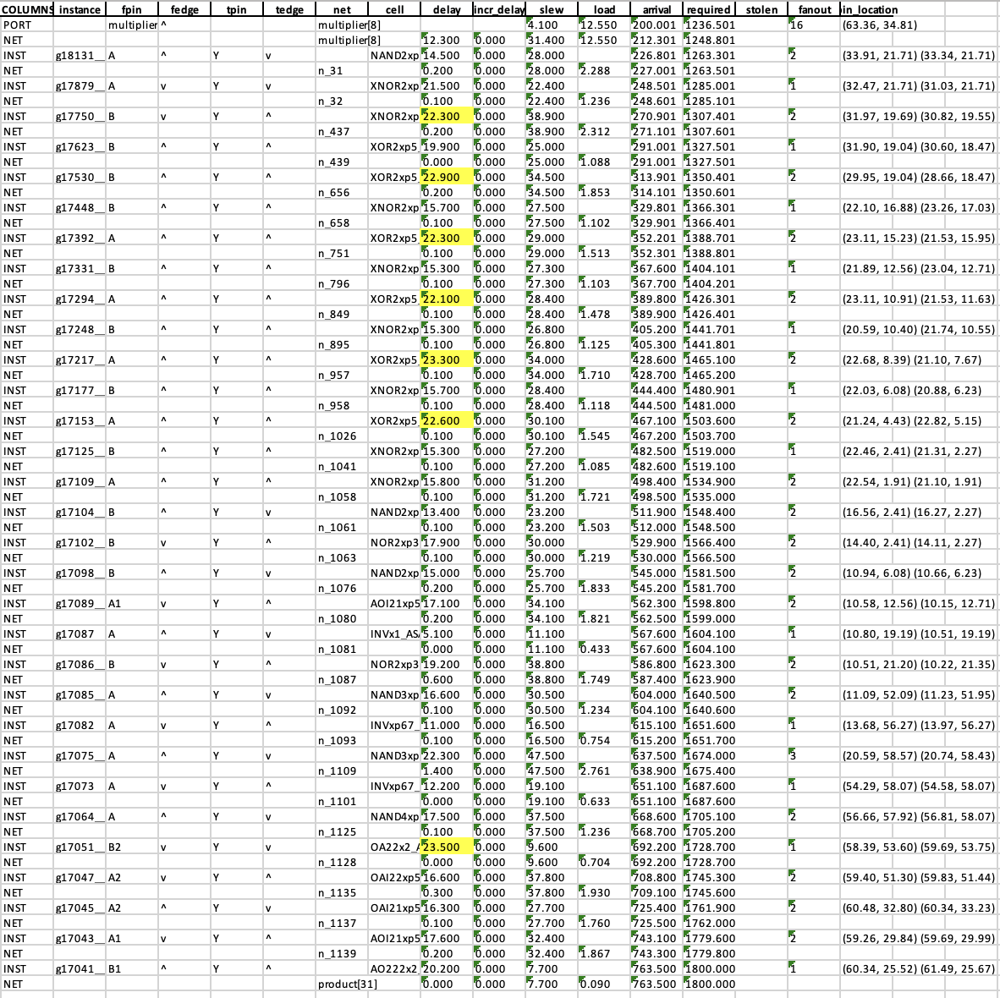 COLUMNS instance fpin fedge tpin tedge net cell delay incr_delay slew load arrival required stolen fanout in_location
PORT multiplier ^ multiplier[8] 4.100 12.550 200.001 1236.501 16 (63.36, 34.81)
NET multiplier[8] 12.300 0.000 31.400 12.550 212.301 1248.801
INST g18131__ A ^ Y v NAND2xp 14.500 0.000 28.000 226.801 1263.301 2 (33.91, 21.71) (33.34, 21.71)
NET n_31 0.200 0.000 28.000 2.288 227.001 1263.501
INST g17879__ A v Y v XNOR2xp 21.500 0.000 22.400 248.501 1285.001 1 (32.47, 21.71) (31.03, 21.71)
NET n_32 0.100 0.000 22.400 1.236 248.601 1285.101
INST g17750__ B v Y ^ XNOR2xp 22.300 0.000 38.900 270.901 1307.401 2 (31.97, 19.69) (30.82, 19.55)
NET n_437 0.200 0.000 38.900 2.312 271.101 1307.601
INST g17623__ B ^ Y ^ XOR2xp5_ 19.900 0.000 25.000 291.001 1327.501 1 (31.90, 19.04) (30.60, 18.47)
NET n_439 0.000 0.000 25.000 1.088 291.001 1327.501
INST g17530__ B ^ Y ^ XOR2xp5_ 22.900 0.000 34.500 313.901 1350.401 2 (29.95, 19.04) (28.66, 18.47)
NET n_656 0.200 0.000 34.500 1.853 314.101 1350.601
INST g17448__ B ^ Y ^ XNOR2xp 15.700 0.000 27.500 329.801 1366.301 1 (22.10, 16.88) (23.26, 17.03)
NET n_658 0.100 0.000 27.500 1.102 329.901 1366.401
INST g17392__ A ^ Y ^ XOR2xp5_ 22.300 0.000 29.000 352.201 1388.701 2 (23.11, 15.23) (21.53, 15.95)
NET n_751 0.100 0.000 29.000 1.513 352.301 1388.801
INST g17331__ B ^ Y ^ XNOR2xp 15.300 0.000 27.300 367.600 1404.101 1 (21.89, 12.56) (23.04, 12.71)
NET n_796 0.100 0.000 27.300 1.103 367.700 1404.201
INST g17294__ A ^ Y ^ XOR2xp5_ 22.100 0.000 28.400 389.800 1426.301 2 (23.11, 10.91) (21.53, 11.63)
NET n_849 0.100 0.000 28.400 1.478 389.900 1426.401
INST g17248__ B ^ Y ^ XNOR2xp 15.300 0.000 26.800 405.200 1441.701 1 (20.59, 10.40) (21.74, 10.55)
NET n_895 0.100 0.000 26.800 1.125 405.300 1441.801
INST g17217__ A ^ Y ^ XOR2xp5_ 23.300 0.000 34.000 428.600 1465.100 2 (22.68, 8.39) (21.10, 7.67)
NET n_957 0.100 0.000 34.000 1.710 428.700 1465.200
INST g17177__ B ^ Y ^ XNOR2xp 15.700 0.000 28.400 444.400 1480.901 1 (22.03, 6.08) (20.88, 6.23)
NET n_958 0.100 0.000 28.400 1.118 444.500 1481.000
INST g17153__ A ^ Y ^ XOR2xp5_ 22.600 0.000 30.100 467.100 1503.600 2 (21.24, 4.43) (22.82, 5.15)
NET n_1026 0.100 0.000 30.100 1.545 467.200 1503.700
INST g17125__ B ^ Y ^ XNOR2xp 15.300 0.000 27.200 482.500 1519.000 1 (22.46, 2.41) (21.31, 2.27)
NET n_1041 0.100 0.000 27.200 1.085 482.600 1519.100
INST g17109__ A ^ Y ^ XNOR2xp 15.800 0.000 31.200 498.400 1534.900 2 (22.54, 1.91) (21.10, 1.91)
NET n_1058 0.100 0.000 31.200 1.721 498.500 1535.000
INST g17104__ B ^ Y v NAND2xp 13.400 0.000 23.200 511.900 1548.400 2 (16.56, 2.41) (16.27, 2.27)
NET n_1061 0.100 0.000 23.200 1.503 512.000 1548.500
INST g17102__ B v Y ^ NOR2xp3 17.900 0.000 30.000 529.900 1566.400 2 (14.40, 2.41) (14.11, 2.27)
NET n_1063 0.100 0.000 30.000 1.219 530.000 1566.500
INST g17098__ B ^ Y v NAND2xp 15.000 0.000 25.700 545.000 1581.500 2 (10.94, 6.08) (10.66, 6.23)
NET n_1076 0.200 0.000 25.700 1.833 545.200 1581.700
INST g17089__ A1 v Y ^ AOI21xp5 17.100 0.000 34.100 562.300 1598.800 2 (10.58, 12.56) (10.15, 12.71)
NET n_1080 0.200 0.000 34.100 1.821 562.500 1599.000
INST g17087 A ^ Y v INVx1_AS 5.100 0.000 11.100 567.600 1604.100 1 (10.80, 19.19) (10.51, 19.19)
NET n_1081 0.000 0.000 11.100 0.433 567.600 1604.100
INST g17086__ B v Y ^ NOR2xp3 19.200 0.000 38.800 586.800 1623.300 2 (10.51, 21.20) (10.22, 21.35)
NET n_1087 0.600 0.000 38.800 1.749 587.400 1623.900
INST g17085__ A ^ Y v NAND3xp 16.600 0.000 30.500 604.000 1640.500 2 (11.09, 52.09) (11.23, 51.95)
NET n_1092 0.100 0.000 30.500 1.234 604.100 1640.600
INST g17082 A v Y ^ INVxp67_ 11.000 0.000 16.500 615.100 1651.600 1 (13.68, 56.27) (13.97, 56.27)
NET n_1093 0.100 0.000 16.500 0.754 615.200 1651.700
INST g17075__ A ^ Y v NAND3xp 22.300 0.000 47.500 637.500 1674.000 3 (20.59, 58.57) (20.74, 58.43)
NET n_1109 1.400 0.000 47.500 2.761 638.900 1675.400
INST g17073 A v Y ^ INVxp67_ 12.200 0.000 19.100 651.100 1687.600 1 (54.29, 58.07) (54.58, 58.07)
NET n_1101 0.000 0.000 19.100 0.633 651.100 1687.600
INST g17064__ A ^ Y v NAND4xp 17.500 0.000 37.500 668.600 1705.100 2 (56.66, 57.92) (56.81, 58.07)
NET n_1125 0.100 0.000 37.500 1.236 668.700 1705.200
INST g17051__ B2 v Y v OA22x2_A 23.500 0.000 9.600 692.200 1728.700 1 (58.39, 53.60) (59.69, 53.75)
NET n_1128 0.000 0.000 9.600 0.704 692.200 1728.700
INST g17047__ A2 v Y ^ OAI22xp5 16.600 0.000 37.800 708.800 1745.300 2 (59.40, 51.30) (59.83, 51.44)
NET n_1135 0.300 0.000 37.800 1.930 709.100 1745.600
INST g17045__ A2 ^ Y v OAI21xp5 16.300 0.000 27.700 725.400 1761.900 2 (60.48, 32.80) (60.34, 33.23)
NET n_1137 0.100 0.000 27.700 1.760 725.500 1762.000
INST g17043__ A1 v Y ^ AOI21xp5 17.600 0.000 32.400 743.100 1779.600 2 (59.26, 29.84) (59.69, 29.99)
NET n_1139 0.200 0.000 32.400 1.867 743.300 1779.800
INST g17041__ B1 ^ Y ^ AO222x2_ 20.200 0.000 7.700 763.500 1800.000 1 (60.34, 25.52) (61.49, 25.67)
NET product[31] 0.000 0.000 7.700 0.090 763.500 1800.000